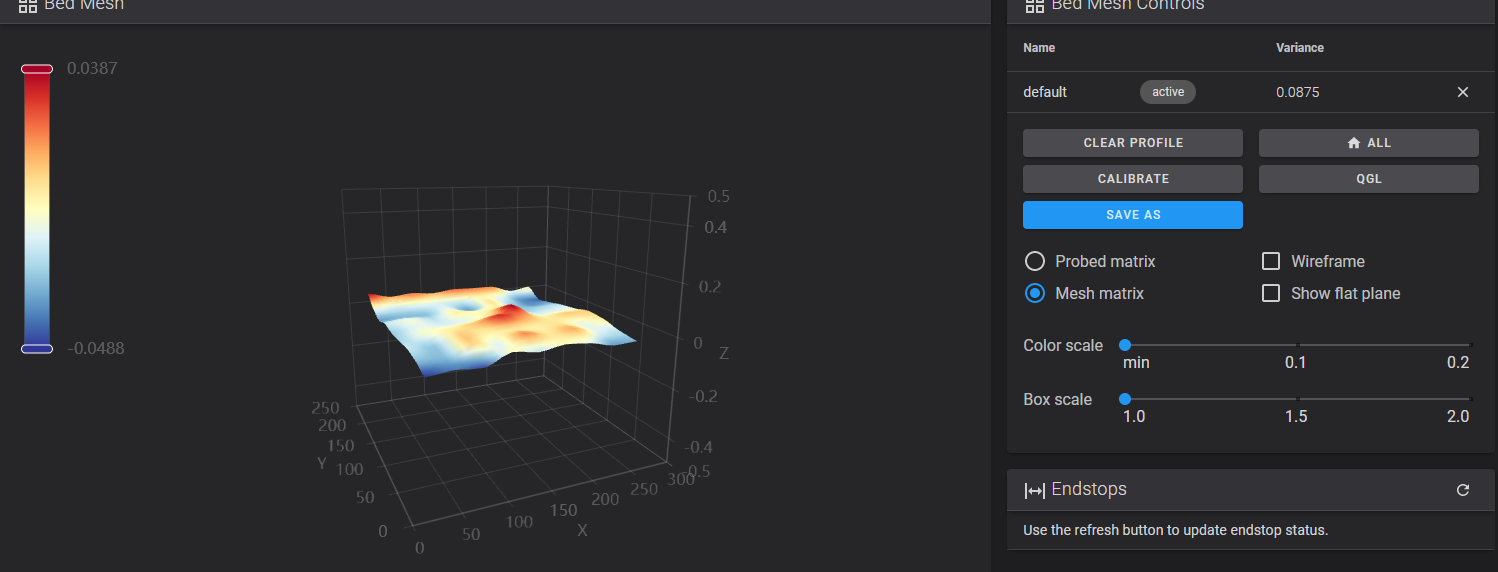 Bed Mesh
0.0387
-0.0488
0.5
0.4
0.2
0
Z
-0.2
-0.4
-0.5
250
200
150
Y
100
50
0
0
50
100
150
X
200
250
300
Bed Mesh Controls
Name Variance
default active 0.0875
CLEAR PROFILE ALL
CALIBRATE QGL
SAVE AS
Probed matrix Wireframe
Mesh matrix Show flat plane
Color scale
min 0.1 0.2
Box scale
1.0 1.5 2.0
Endstops
Use the refresh button to update endstop status.